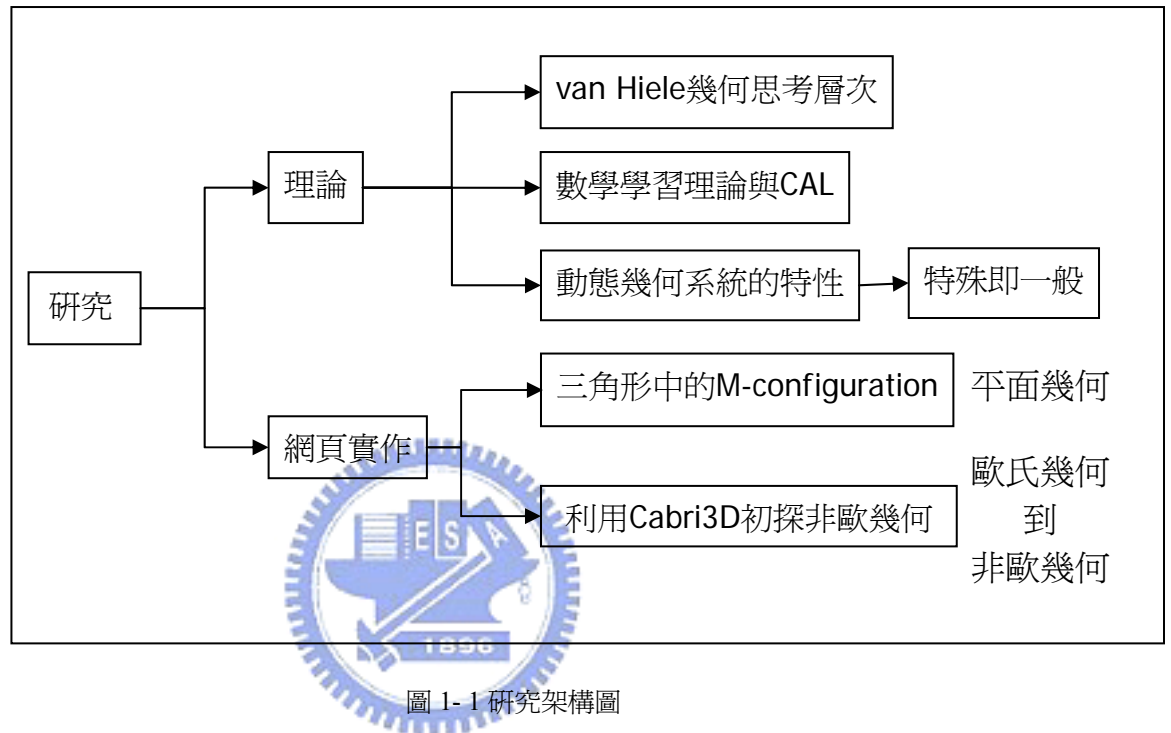 van Hiele幾何思考層次
理論
數學學習理論與CAL
動態幾何系統的特性
特殊即一般
研究
三角形中的M-configuration
平面幾何
網頁實作
利用Cabri3D初探非歐幾何
歐氏幾何
到
非歐幾何
E S A
1896
圖 1- 1 研究架構圖